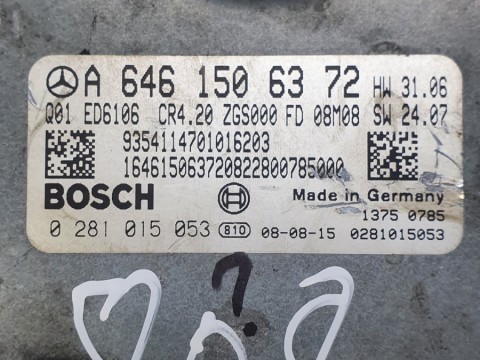 A 646 150 63 72 HW 31.06
Q01 ED6106 CR4.20 ZGS000 FD 08M08 SW 24.07
9354114701016203
164615063720822800785000
BOSCH Made in Germany
1375 0785
0 281 015 053 810 08-08-15 0281015053
?